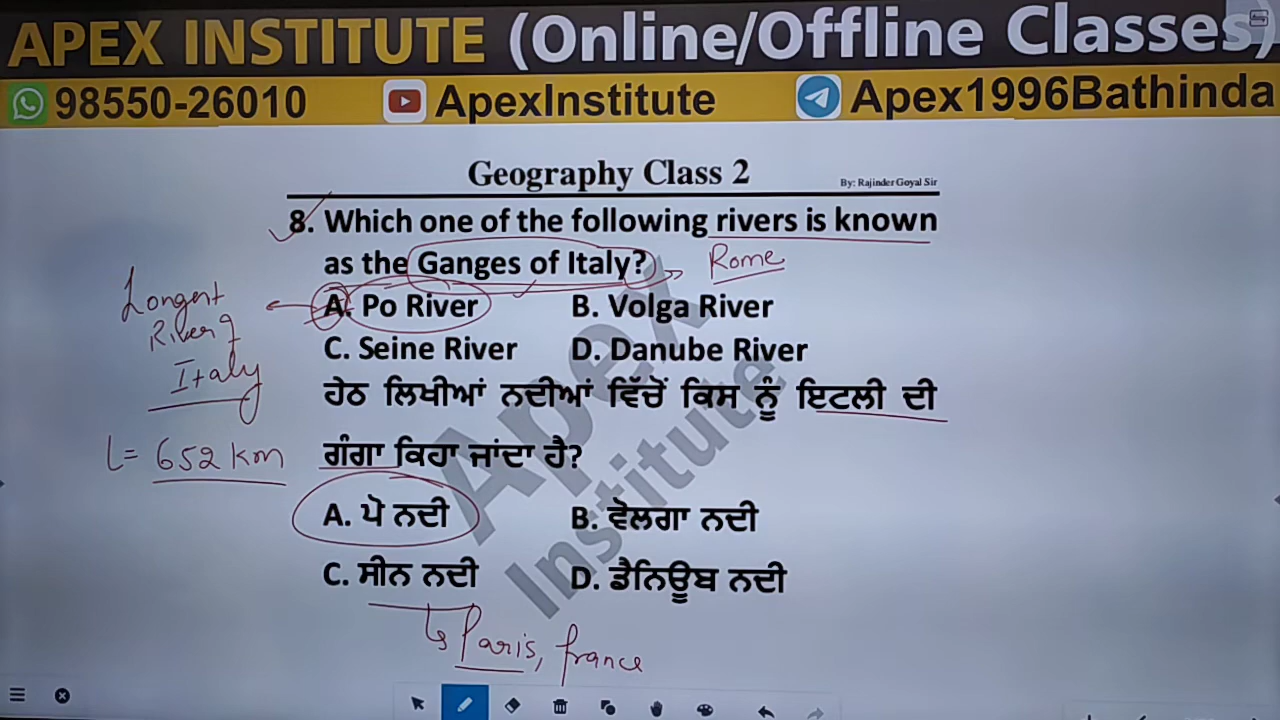 APEX INSTITUTE (Online/Offline Classes)
98550-26010 ApexInstitute Apex1996Bathinda
Geography Class 2
By: Rajinder Goyal Sir
8. Which one of the following rivers is known
as the Ganges of Italy? Rome
A. Po River B. Volga River
C. Seine River D. Danube River
Longest
River of
Italy
L= 652 km
ਹੇਠ ਲਿਖੀਆਂ ਨਦੀਆਂ ਵਿੱਚੋਂ ਕਿਸ ਨੂੰ ਇਟਲੀ ਦੀ
ਗੰਗਾ ਕਿਹਾ ਜਾਂਦਾ ਹੈ?
A. ਪੋ ਨਦੀ B. ਵੋਲਗਾ ਨਦੀ
C. ਸੀਨ ਨਦੀ D. ਡੈਨਿਊਬ ਨਦੀ
Paris, france
Apex
Institute